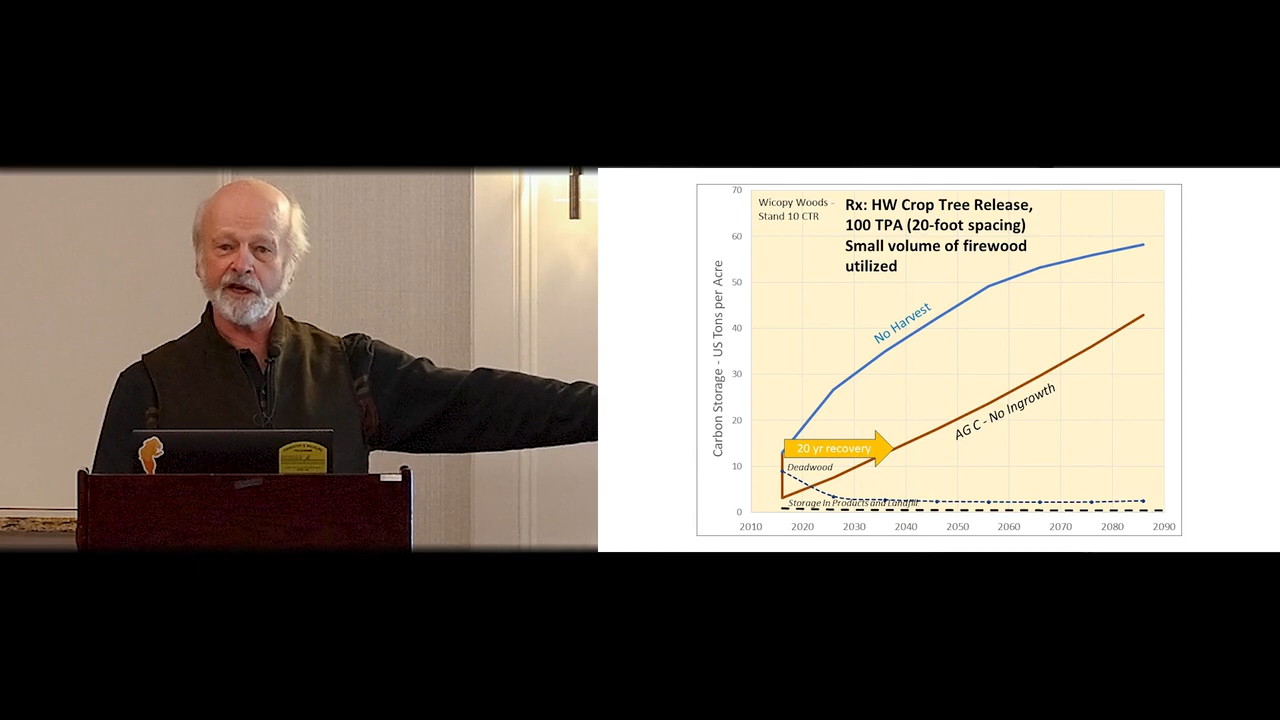 Wicopy Woods -
Stand 10 CTR
Rx: HW Crop Tree Release,
100 TPA (20-foot spacing)
Small volume of firewood
utilized
Carbon Storage - US Tons per Acre
70
60
50
40
30
20
10
0
No Harvest
AG C - No Ingrowth
20 yr recovery
Deadwood
Storage In Products and Landfill
2010 2020 2030 2040 2050 2060 2070 2080 2090